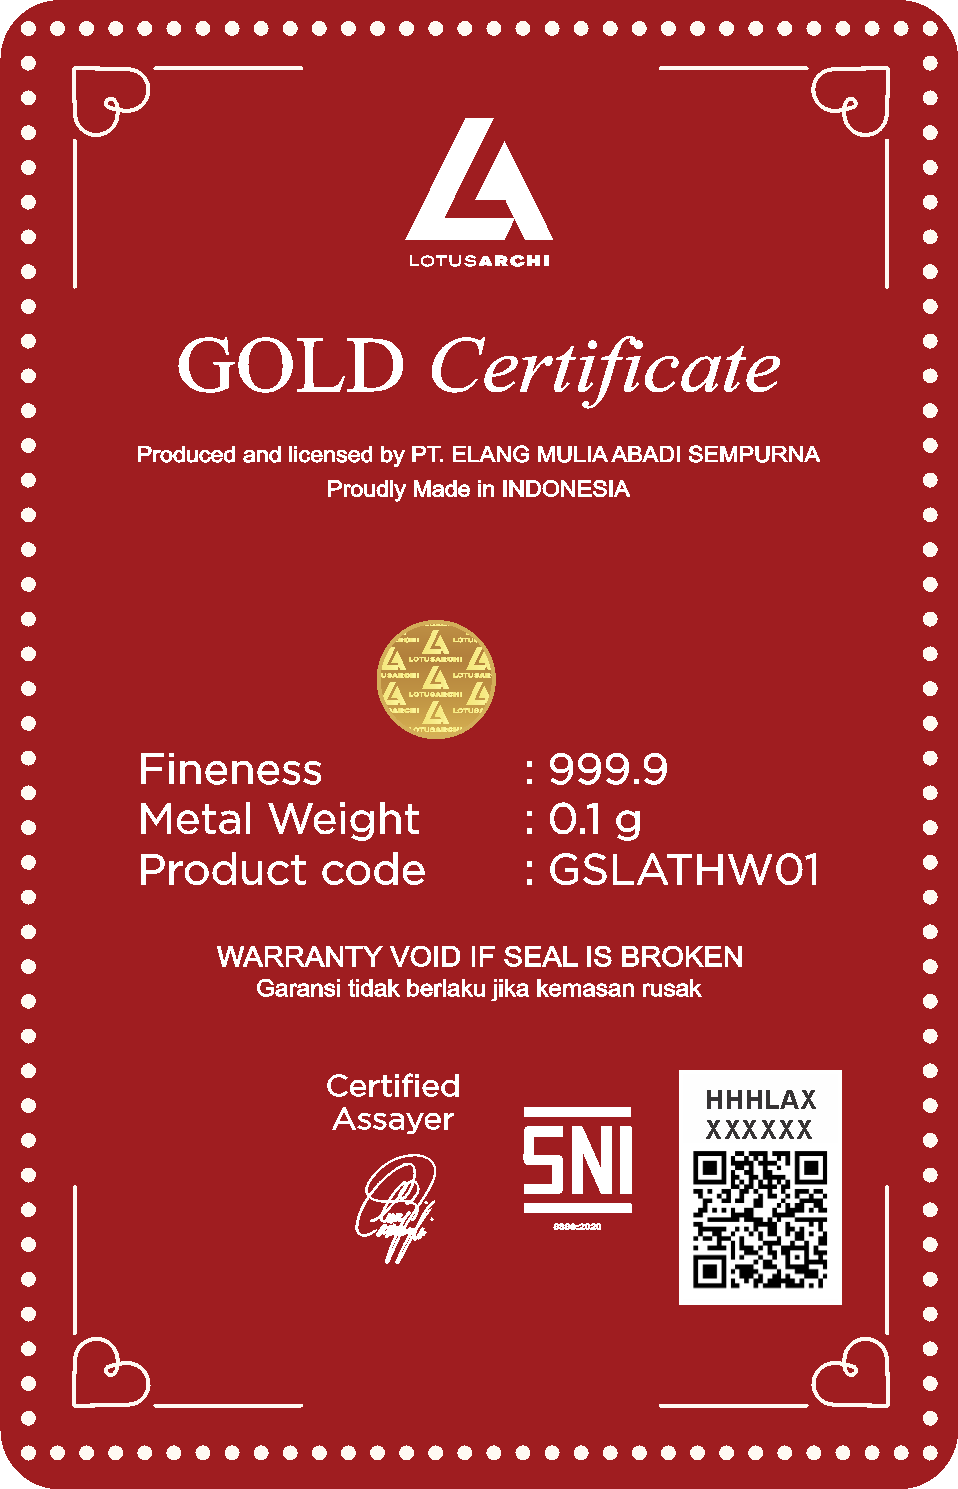 LOTUSARCHI
GOLD Certificate
Produced and licensed by PT. ELANG MULIA ABADI SEMPURNA
Proudly Made in INDONESIA
LOTUSARCHI
Fineness : 999.9
Metal Weight : 0.1 g
Product code : GSLATHW01
WARRANTY VOID IF SEAL IS BROKEN
Garansi tidak berlaku jika kemasan rusak
Certified
Assayer
SNI
HHHLAX
XXXXXX